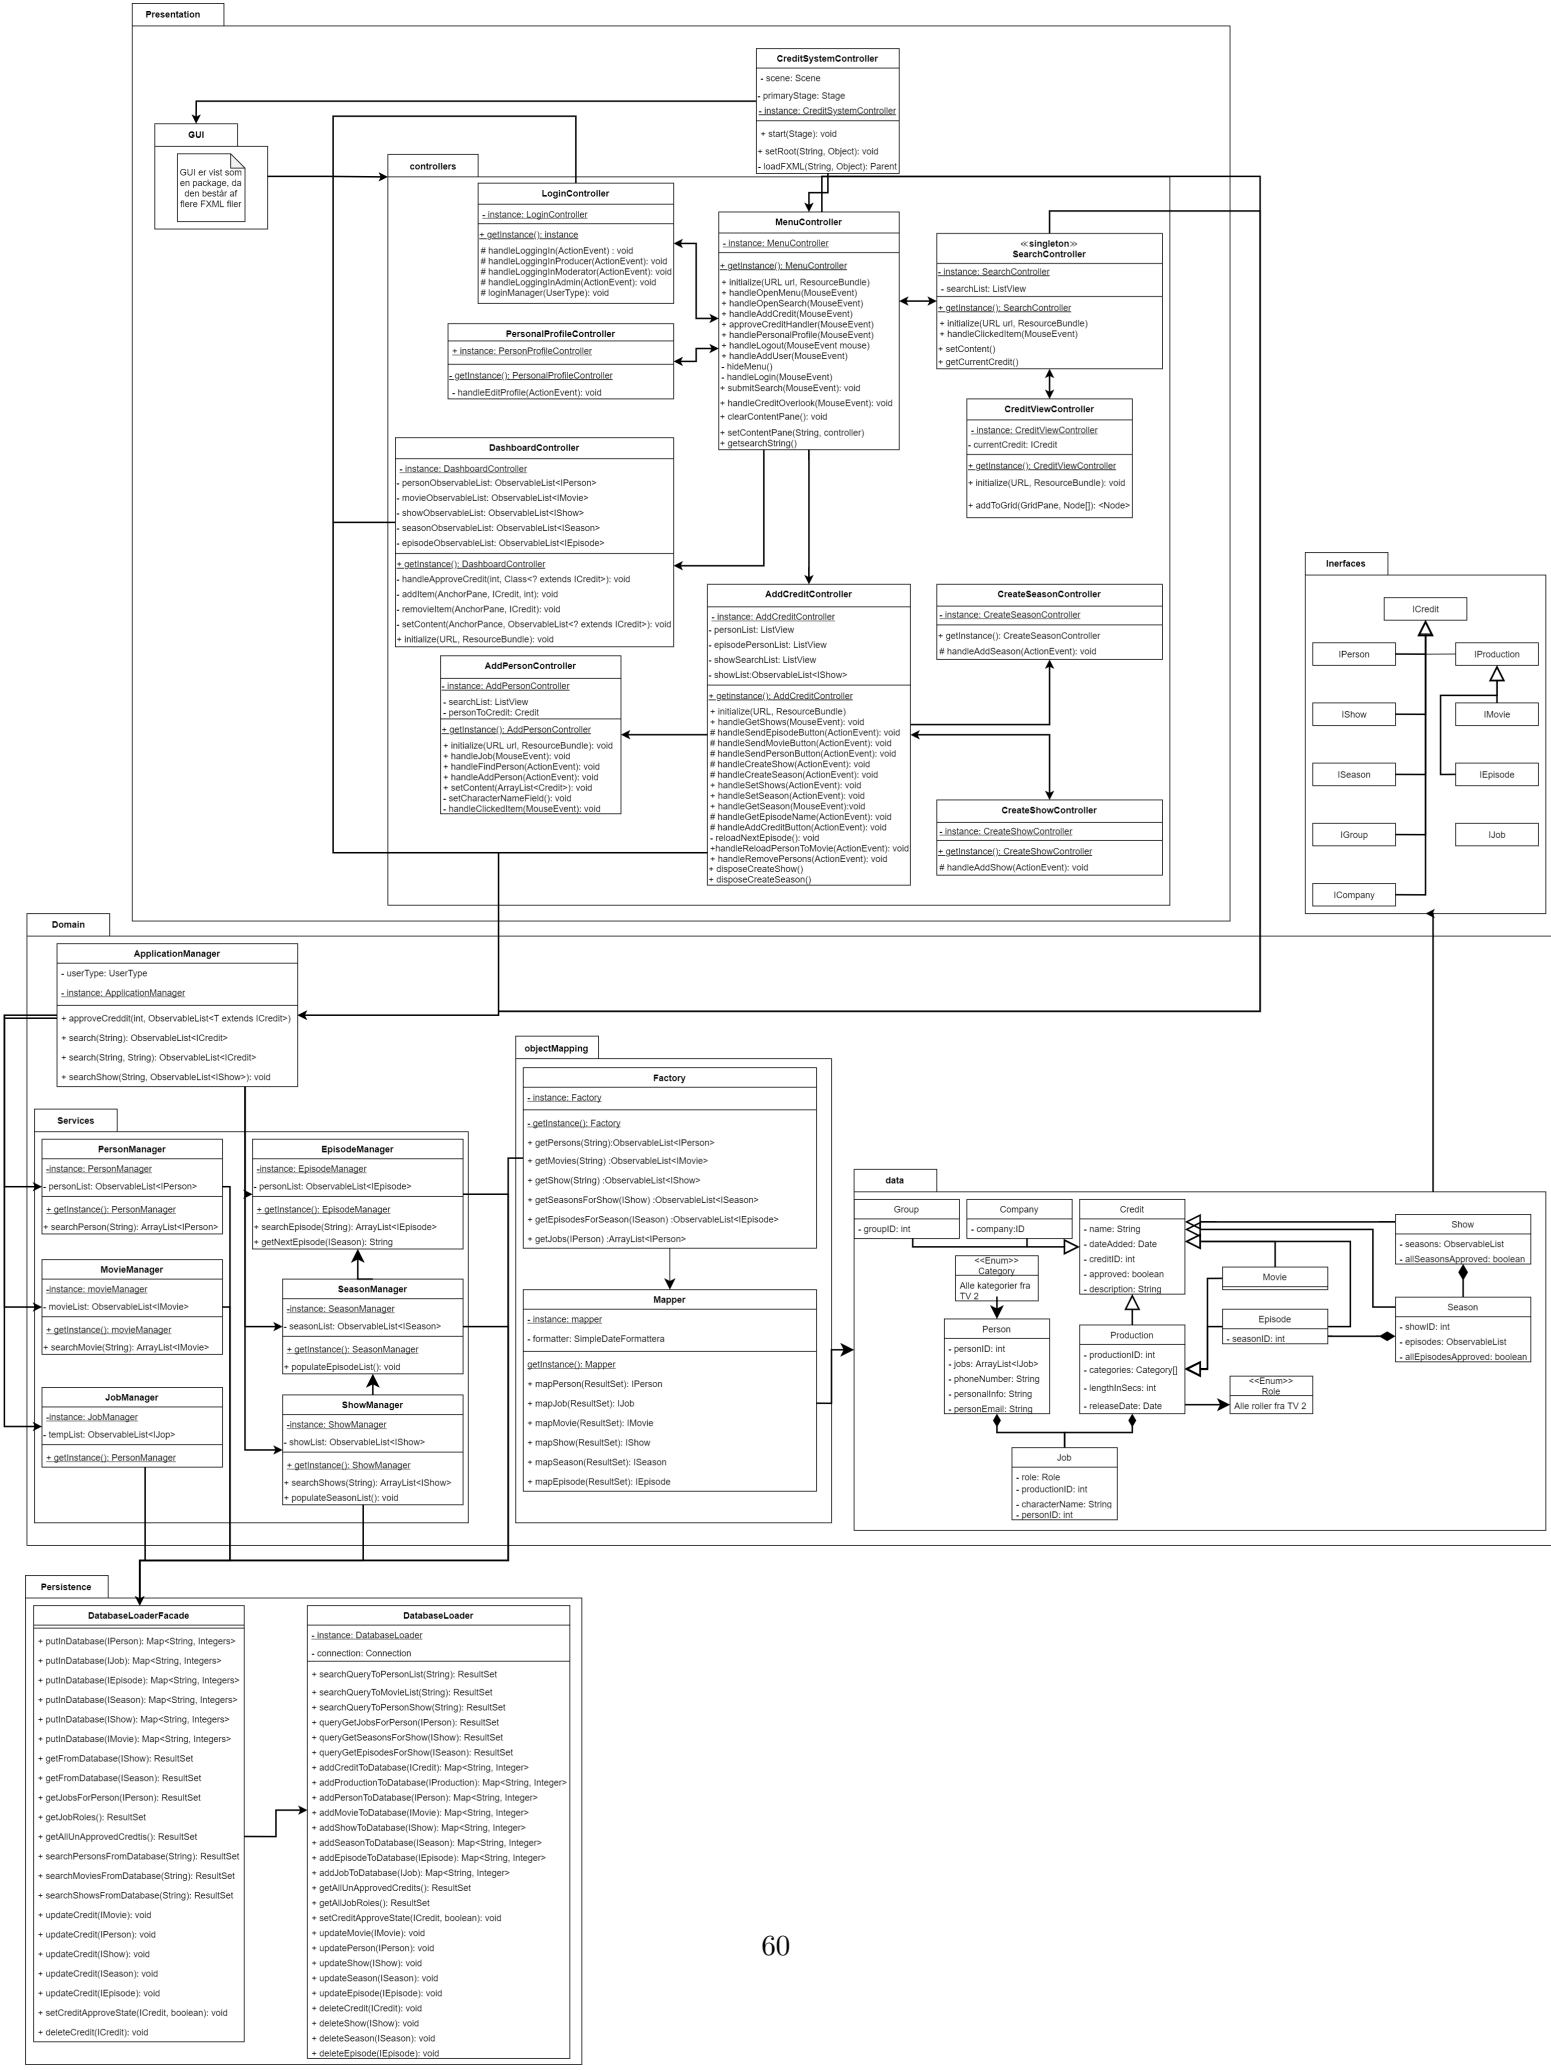 Presentation
CreditSystemController
- scene: Scene
- primaryStage: Stage
- instance: CreditSystemController
+ start(Stage): void
+ setRoot(String, Object): void
- loadFXML(String, Object): Parent
GUI
GUI er vist som
en package, da
den består af
flere FXML filer
controllers
LoginController
- instance: LoginController
+ getInstance(): instance
# handleLoggingIn(ActionEvent) : void
# handleLoggingInProducer(ActionEvent): void
# handleLoggingInModerator(ActionEvent): void
# handleLoggingInAdmin(ActionEvent): void
# loginManager(UserType): void
MenuController
- instance: MenuController
+ getInstance(): MenuController
+ initialize(URL url, ResourceBundle)
+ handleOpenMenu(MouseEvent)
+ handleOpenSearch(MouseEvent)
+ handleAddCredit(MouseEvent)
+ approveCreditHandler(MouseEvent)
+ handlePersonalProfile(MouseEvent)
+ handleLogout(MouseEvent mouse)
+ handleAddUser(MouseEvent)
- hideMenu()
- handleLogin(MouseEvent)
+ submitSearch(MouseEvent): void
+ handleCreditOverlook(MouseEvent): void
+ clearContentPane(): void
+ setContentPane(String, controller)
+ getsearchString()
≪singleton≫
SearchController
- instance: SearchController
- searchList: ListView
+ getInstance(): SearchController
+ initialize(URL url, ResourceBundle)
+ handleClickedItem(MouseEvent)
+ setContent()
+ getCurrentCredit()
PersonalProfileController
+ instance: PersonProfileController
- getInstance(): PersonalProfileController
- handleEditProfile(ActionEvent): void
CreditViewController
- instance: CreditViewController
- currentCredit: ICredit
+ getInstance(): CreditViewController
+ initialize(URL, ResourceBundle): void
+ addToGrid(GridPane, Node[]): <Node>
DashboardController
- instance: DashboardController
- personObservableList: ObservableList<IPerson>
- movieObservableList: ObservableList<IMovie>
- showObservableList: ObservableList<IShow>
- seasonObservableList: ObservableList<ISeason>
- episodeObservableList: ObservableList<IEpisode>
+ getInstance(): DashboardController
- handleApproveCredit(int, Class<? extends ICredit>): void
- addItem(AnchorPane, ICredit, int): void
- removieItem(AnchorPane, ICredit): void
- setContent(AnchorPance, ObservableList<? extends ICredit>): void
+ initialize(URL, ResourceBundle): void
AddCreditController
- instance: AddCreditController
- personList: ListView
- episodePersonList: ListView
- showSearchList: ListView
- showList:ObservableList<IShow>
+ getinstance(): AddCreditController
+ initialize(URL, ResourceBundle)
+ handleGetShows(MouseEvent): void
# handleSendEpisodeButton(ActionEvent): void
# handleSendMovieButton(ActionEvent): void
# handleSendPersonButton(ActionEvent): void
# handleCreateShow(ActionEvent): void
# handleCreateSeason(ActionEvent): void
+ handleSetShows(ActionEvent): void
+ handleSetSeason(ActionEvent): void
+ handleGetSeason(MouseEvent):void
# handleGetEpisodeName(ActionEvent): void
# handleAddCreditButton(ActionEvent): void
- reloadNextEpisode(): void
+handleReloadPersonToMovie(ActionEvent): void
+ handleRemovePersons(ActionEvent): void
+ disposeCreateShow()
+ disposeCreateSeason()
CreateSeasonController
- instance: CreateSeasonController
+ getInstance(): CreateSeasonController
# handleAddSeason(ActionEvent): void
AddPersonController
- instance: AddPersonController
- searchList: ListView
- personToCredit: Credit
+ getInstance(): AddPersonController
+ initialize(URL url, ResourceBundle): void
+ handleJob(MouseEvent): void
+ handleFindPerson(ActionEvent): void
+ handleAddPerson(ActionEvent): void
+ setContent(ArrayList<Credit>): void
- setCharacterNameField(): void
- handleClickedItem(MouseEvent): void
CreateShowController
- instance: CreateShowController
+ getInstance(): CreateShowController
# handleAddShow(ActionEvent): void
Inerfaces
ICredit
IPerson
IProduction
IShow
IMovie
ISeason
IEpisode
IGroup
IJob
ICompany
Domain
ApplicationManager
- userType: UserType
- instance: ApplicationManager
+ approveCreddit(int, ObservableList<T extends ICredit>)
+ search(String): ObservableList<ICredit>
+ search(String, String): ObservableList<ICredit>
+ searchShow(String, ObservableList<IShow>): void
Services
PersonManager
-instance: PersonManager
- personList: ObservableList<IPerson>
+ getInstance(): PersonManager
+ searchPerson(String): ArrayList<IPerson>
EpisodeManager
-instance: EpisodeManager
- personList: ObservableList<IEpisode>
+ getInstance(): EpisodeManager
+ searchEpisode(String): ArrayList<IEpisode>
+ getNextEpisode(ISeason): String
MovieManager
-instance: movieManager
- movieList: ObservableList<IMovie>
+ getInstance(): movieManager
+ searchMovie(String): ArrayList<IMovie>
SeasonManager
-instance: SeasonManager
- seasonList: ObservableList<ISeason>
+ getInstance(): SeasonManager
+ populateEpisodeList(): void
JobManager
-instance: JobManager
- tempList: ObservableList<IJop>
+ getInstance(): PersonManager
ShowManager
-instance: ShowManager
- showList: ObservableList<IShow>
+ getInstance(): ShowManager
+ searchShows(String): ArrayList<IShow>
+ populateSeasonList(): void
objectMapping
Factory
- instance: Factory
- getInstance(): Factory
+ getPersons(String):ObservableList<IPerson>
+ getMovies(String) :ObservableList<IMovie>
+ getShow(String) :ObservableList<IShow>
+ getSeasonsForShow(IShow) :ObservableList<ISeason>
+ getEpisodesForSeason(ISeason) :ObservableList<IEpisode>
+ getJobs(IPerson) :ArrayList<IPerson>
Mapper
- instance: mapper
- formatter: SimpleDateFormattera
getInstance(): Mapper
+ mapPerson(ResultSet): IPerson
+ mapJob(ResultSet): IJob
+ mapMovie(ResultSet): IMovie
+ mapShow(ResultSet): IShow
+ mapSeason(ResultSet): ISeason
+ mapEpisode(ResultSet): IEpisode
data
Group
- groupID: int
Company
- company:ID
Credit
- name: String
- dateAdded: Date
- creditID: int
- approved: boolean
- description: String
Show
- seasons: ObservableList
- allSeasonsApproved: boolean
<<Enum>>
Category
Alle kategorier fra
TV 2
Movie
Season
- showID: int
- episodes: ObservableList
- allEpisodesApproved: boolean
Episode
- seasonID: int
Person
- personID: int
- jobs: ArrayList<IJob>
- phoneNumber: String
- personalInfo: String
- personEmail: String
Production
- productionID: int
- categories: Category[]
- lengthInSecs: int
- releaseDate: Date
<<Enum>>
Role
Alle roller fra TV 2
Job
- role: Role
- productionID: int
- characterName: String
- personID: int
Persistence
DatabaseLoaderFacade
+ putInDatabase(IPerson): Map<String, Integers>
+ putInDatabase(IJob): Map<String, Integers>
+ putInDatabase(IEpisode): Map<String, Integers>
+ putInDatabase(ISeason): Map<String, Integers>
+ putInDatabase(IShow): Map<String, Integers>
+ putInDatabase(IMovie): Map<String, Integers>
+ getFromDatabase(IShow): ResultSet
+ getFromDatabase(ISeason): ResultSet
+ getJobsForPerson(IPerson): ResultSet
+ getJobRoles(): ResultSet
+ getAllUnApprovedCredtis(): ResultSet
+ searchPersonsFromDatabase(String): ResultSet
+ searchMoviesFromDatabase(String): ResultSet
+ searchShowsFromDatabase(String): ResultSet
+ updateCredit(IMovie): void
+ updateCredit(IPerson): void
+ updateCredit(IShow): void
+ updateCredit(ISeason): void
+ updateCredit(IEpisode): void
+ setCreditApproveState(ICredit, boolean): void
+ deleteCredit(ICredit): void
DatabaseLoader
- instance: DatabaseLoader
- connection: Connection
+ searchQueryToPersonList(String): ResultSet
+ searchQueryToMovieList(String): ResultSet
+ searchQueryToPersonShow(String): ResultSet
+ queryGetJobsForPerson(IPerson): ResultSet
+ queryGetSeasonsForShow(IShow): ResultSet
+ queryGetEpisodesForShow(ISeason): ResultSet
+ addCreditToDatabase(ICredit): Map<String, Integer>
+ addProductionToDatabase(IProduction): Map<String, Integer>
+ addPersonToDatabase(IPerson): Map<String, Integer>
+ addMovieToDatabase(IMovie): Map<String, Integer>
+ addShowToDatabase(IShow): Map<String, Integer>
+ addSeasonToDatabase(ISeason): Map<String, Integer>
+ addEpisodeToDatabase(IEpisode): Map<String, Integer>
+ addJobToDatabase(IJob): Map<String, Integer>
+ getAllUnApprovedCredits(): ResultSet
+ getAllJobRoles(): ResultSet
+ setCreditApproveState(ICredit, boolean): void
+ updateMovie(IMovie): void
+ updatePerson(IPerson): void
+ updateShow(IShow): void
+ updateSeason(ISeason): void
+ updateEpisode(IEpisode): void
+ deleteCredit(ICredit): void
+ deleteShow(IShow): void
+ deleteSeason(ISeason): void
+ deleteEpisode(IEpisode): void
60